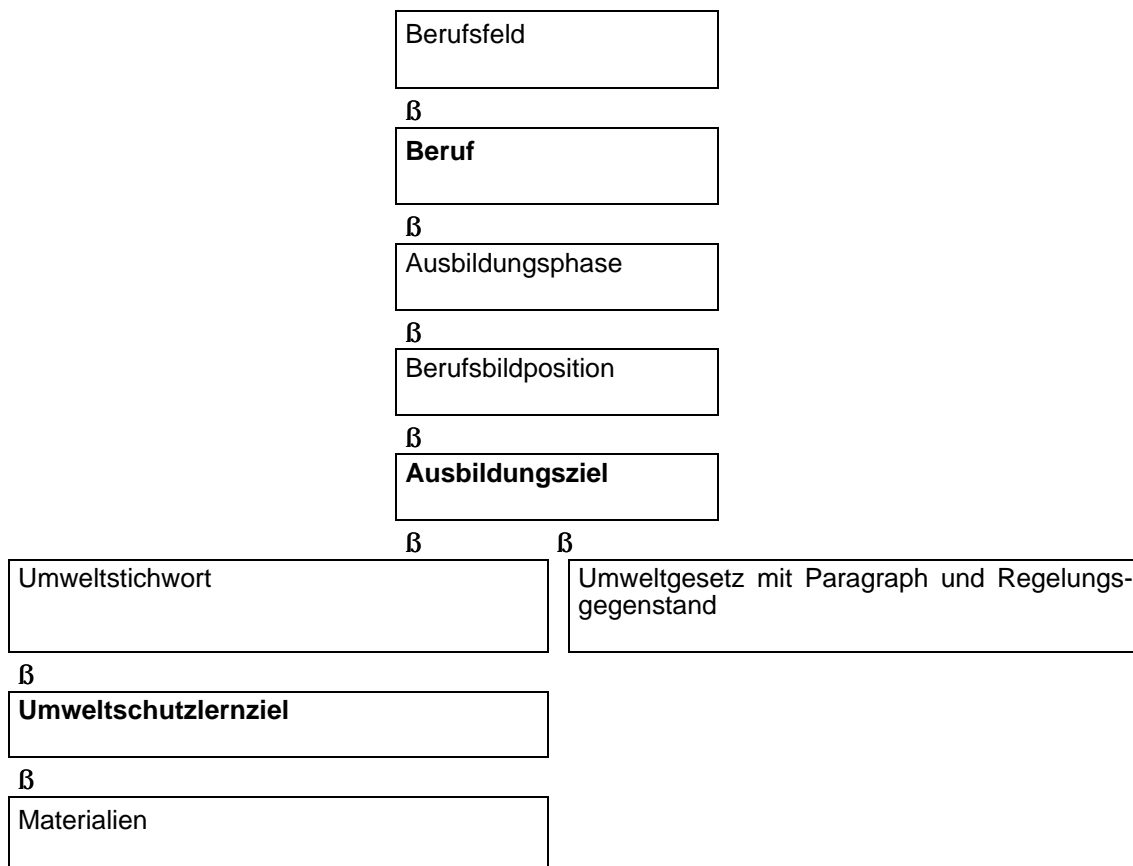 Berufsfeld
ß
Beruf
ß
Ausbildungsphase
ß
Berufsbildposition
ß
Ausbildungsziel
ß ß
Umweltstichwort
Umweltgesetz mit Paragraph und Regelungs-
gegenstand
ß
Umweltschutzlernziel
ß
Materialien